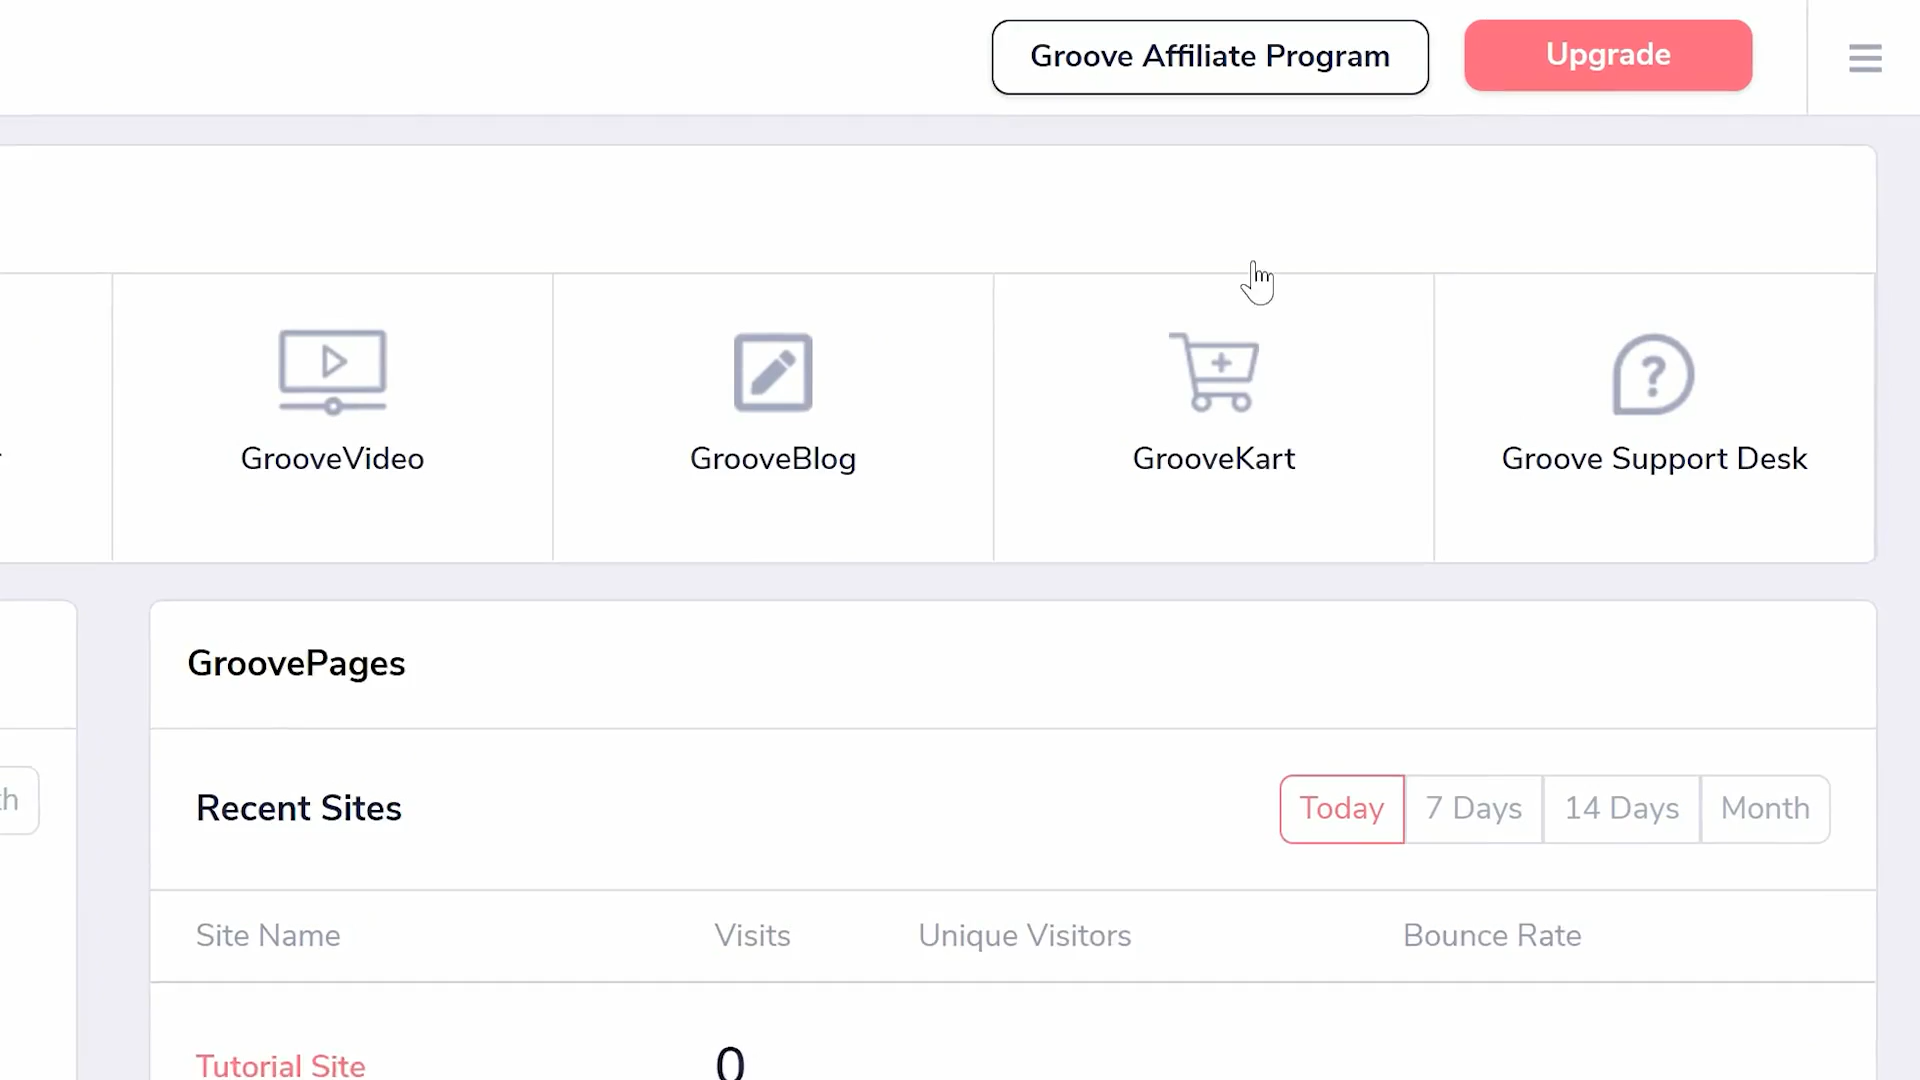 Groove Affiliate Program
Upgrade
GrooveVideo
GrooveBlog
GrooveKart
Groove Support Desk
GroovePages
Recent Sites
Today
7 Days
14 Days
Month
Site Name
Visits
Unique Visitors
Bounce Rate
Tutorial Site
0